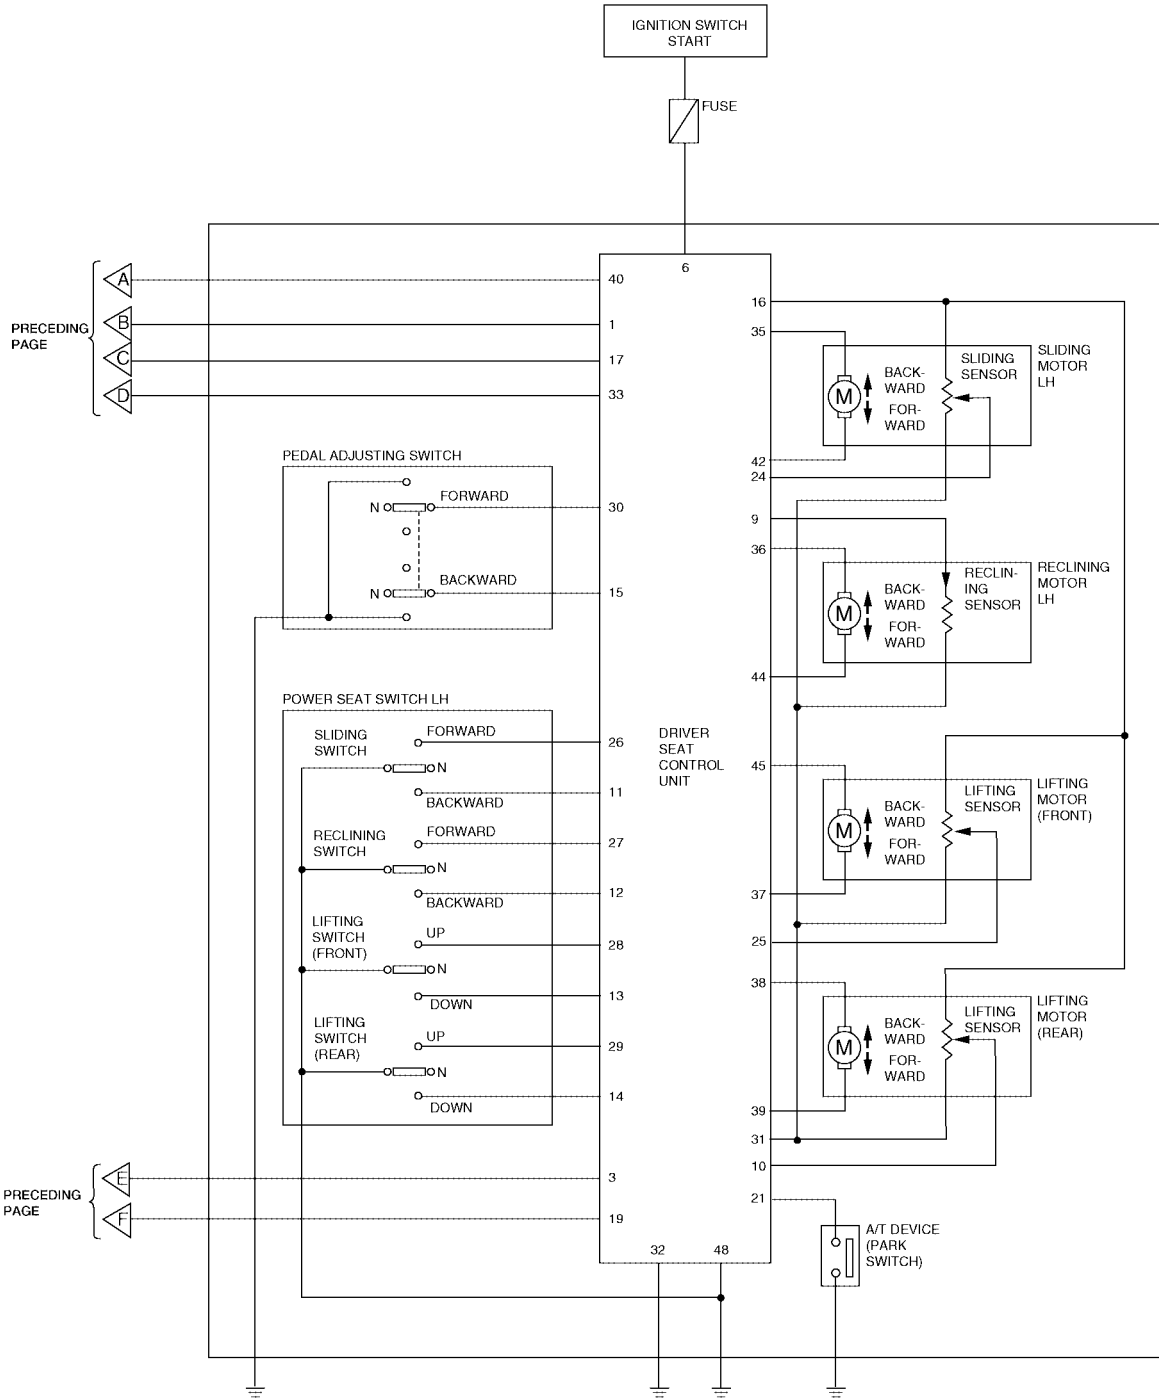 IGNITION SWITCH
START
FUSE
6
PRECEDING
PAGE
A
B
C
D
40
1
17
33
PEDAL ADJUSTING SWITCH
FORWARD
N
30
BACKWARD
N
15
POWER SEAT SWITCH LH
SLIDING
SWITCH
FORWARD
26
N
BACKWARD
11
RECLINING
SWITCH
FORWARD
27
N
BACKWARD
12
LIFTING
SWITCH
(FRONT)
UP
28
N
DOWN
13
LIFTING
SWITCH
(REAR)
UP
29
N
DOWN
14
PRECEDING
PAGE
E
F
3
19
DRIVER
SEAT
CONTROL
UNIT
32
48
16
35
M
BACK-
WARD
FOR-
WARD
SLIDING
SENSOR
SLIDING
MOTOR
LH
42
24
9
36
M
BACK-
WARD
FOR-
WARD
RECLIN-
ING
SENSOR
RECLINING
MOTOR
LH
44
45
M
BACK-
WARD
FOR-
WARD
LIFTING
SENSOR
LIFTING
MOTOR
(FRONT)
37
25
38
M
BACK-
WARD
FOR-
WARD
LIFTING
SENSOR
LIFTING
MOTOR
(REAR)
39
31
10
21
A/T DEVICE
(PARK
SWITCH)